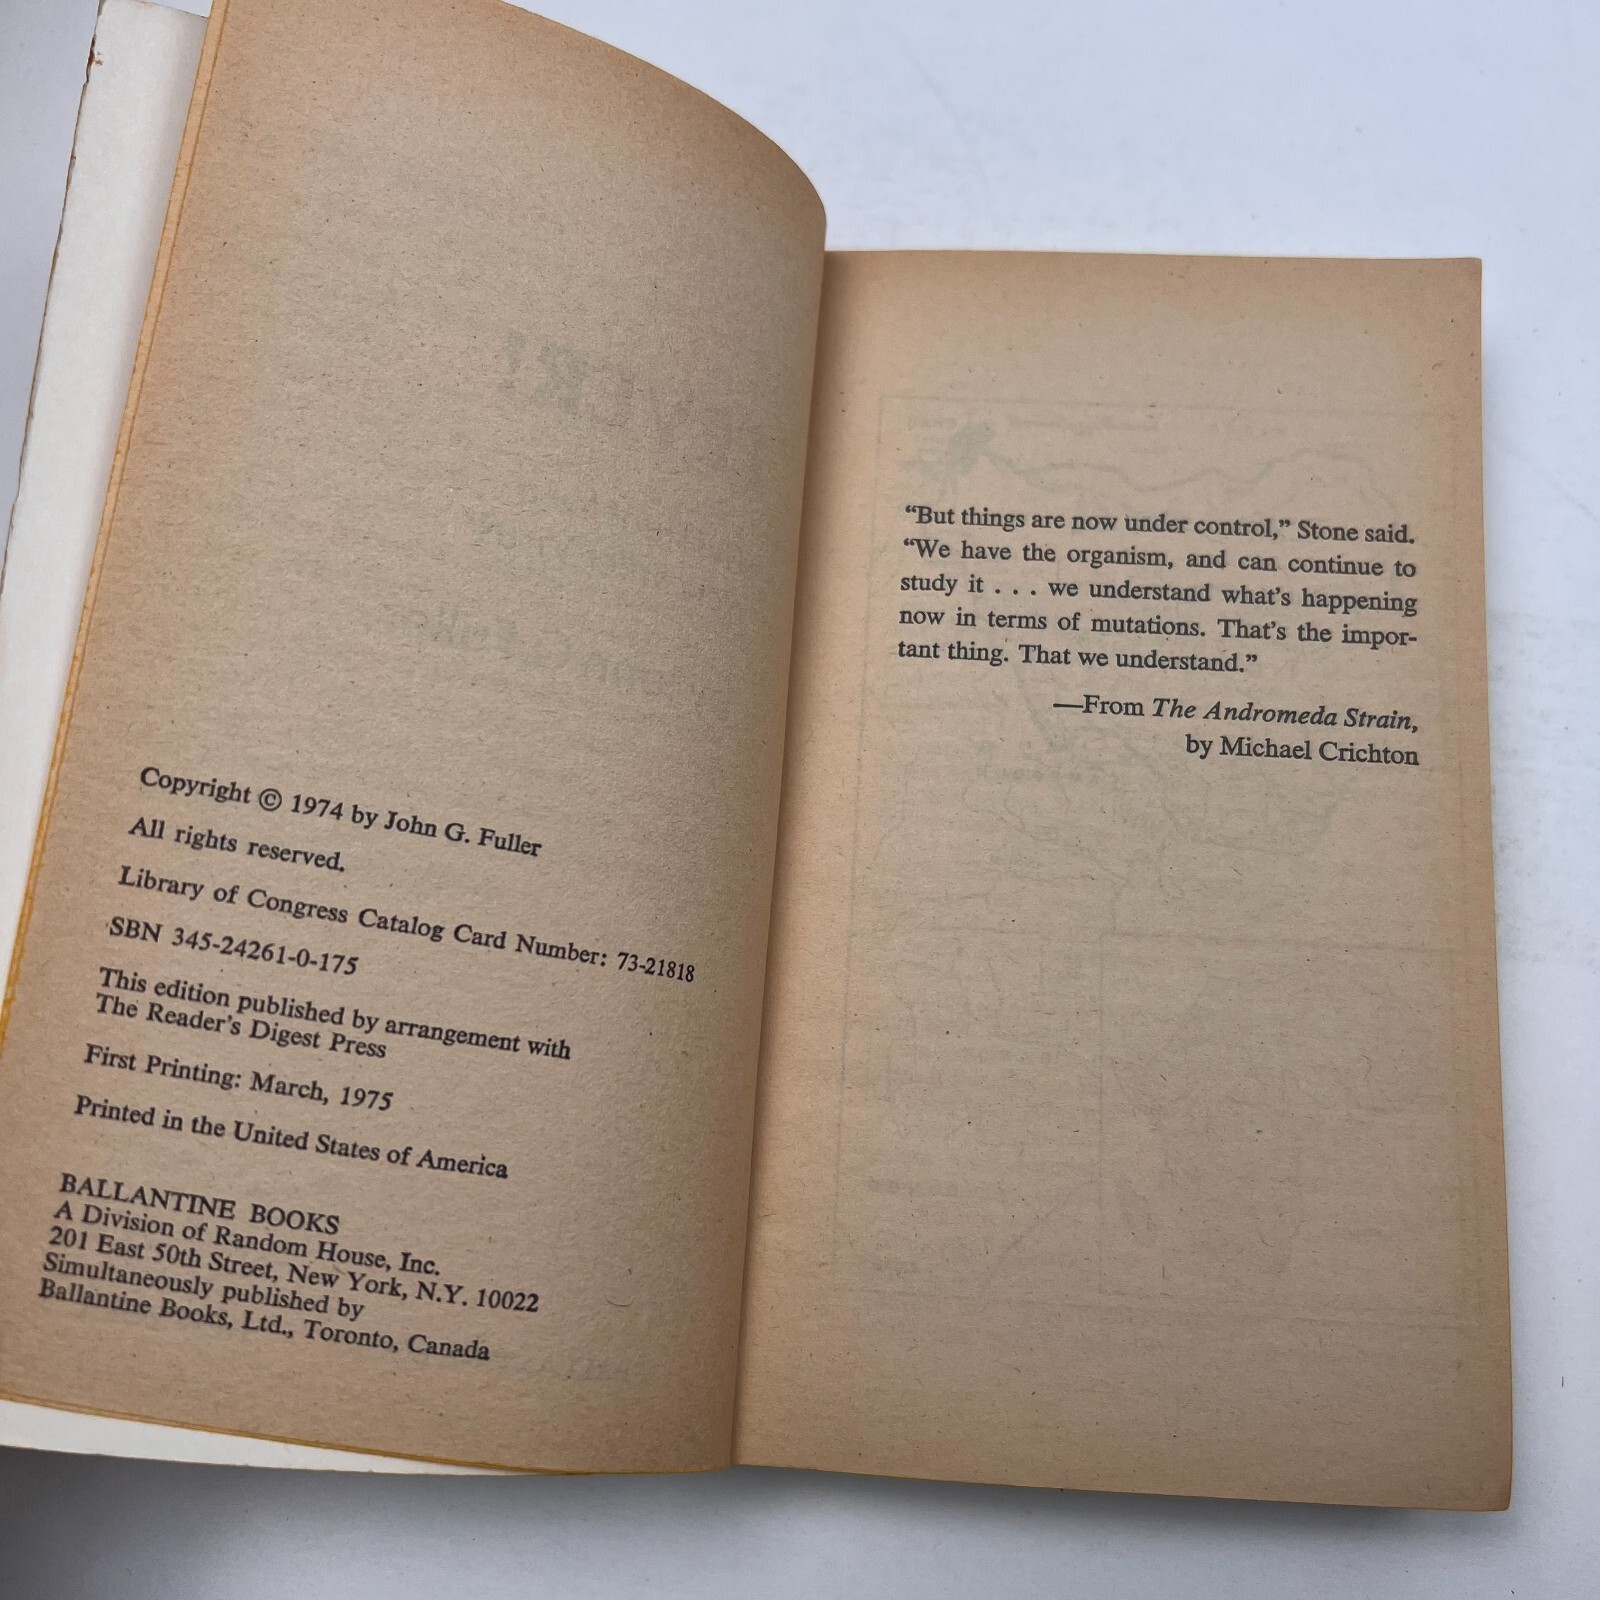 Copyright © 1974 by John G. Fuller
All rights reserved.
Library of Congress Catalog Card Number: 73-21818
SBN 345-24261-0-175
This edition published by arrangement with
The Reader's Digest Press
First Printing: March, 1975
Printed in the United States of America
BALLANTINE BOOKS
A Division of Random House, Inc.
201 East 50th Street, New York, N.Y. 10022
Simultaneously published by
Ballantine Books, Ltd., Toronto, Canada
“But things are now under control,” Stone said.
“We have the organism, and can continue to
study it . . . we understand what's happening
now in terms of mutations. That's the impor-
tant thing. That we understand.”
—From The Andromeda Strain,
by Michael Crichton